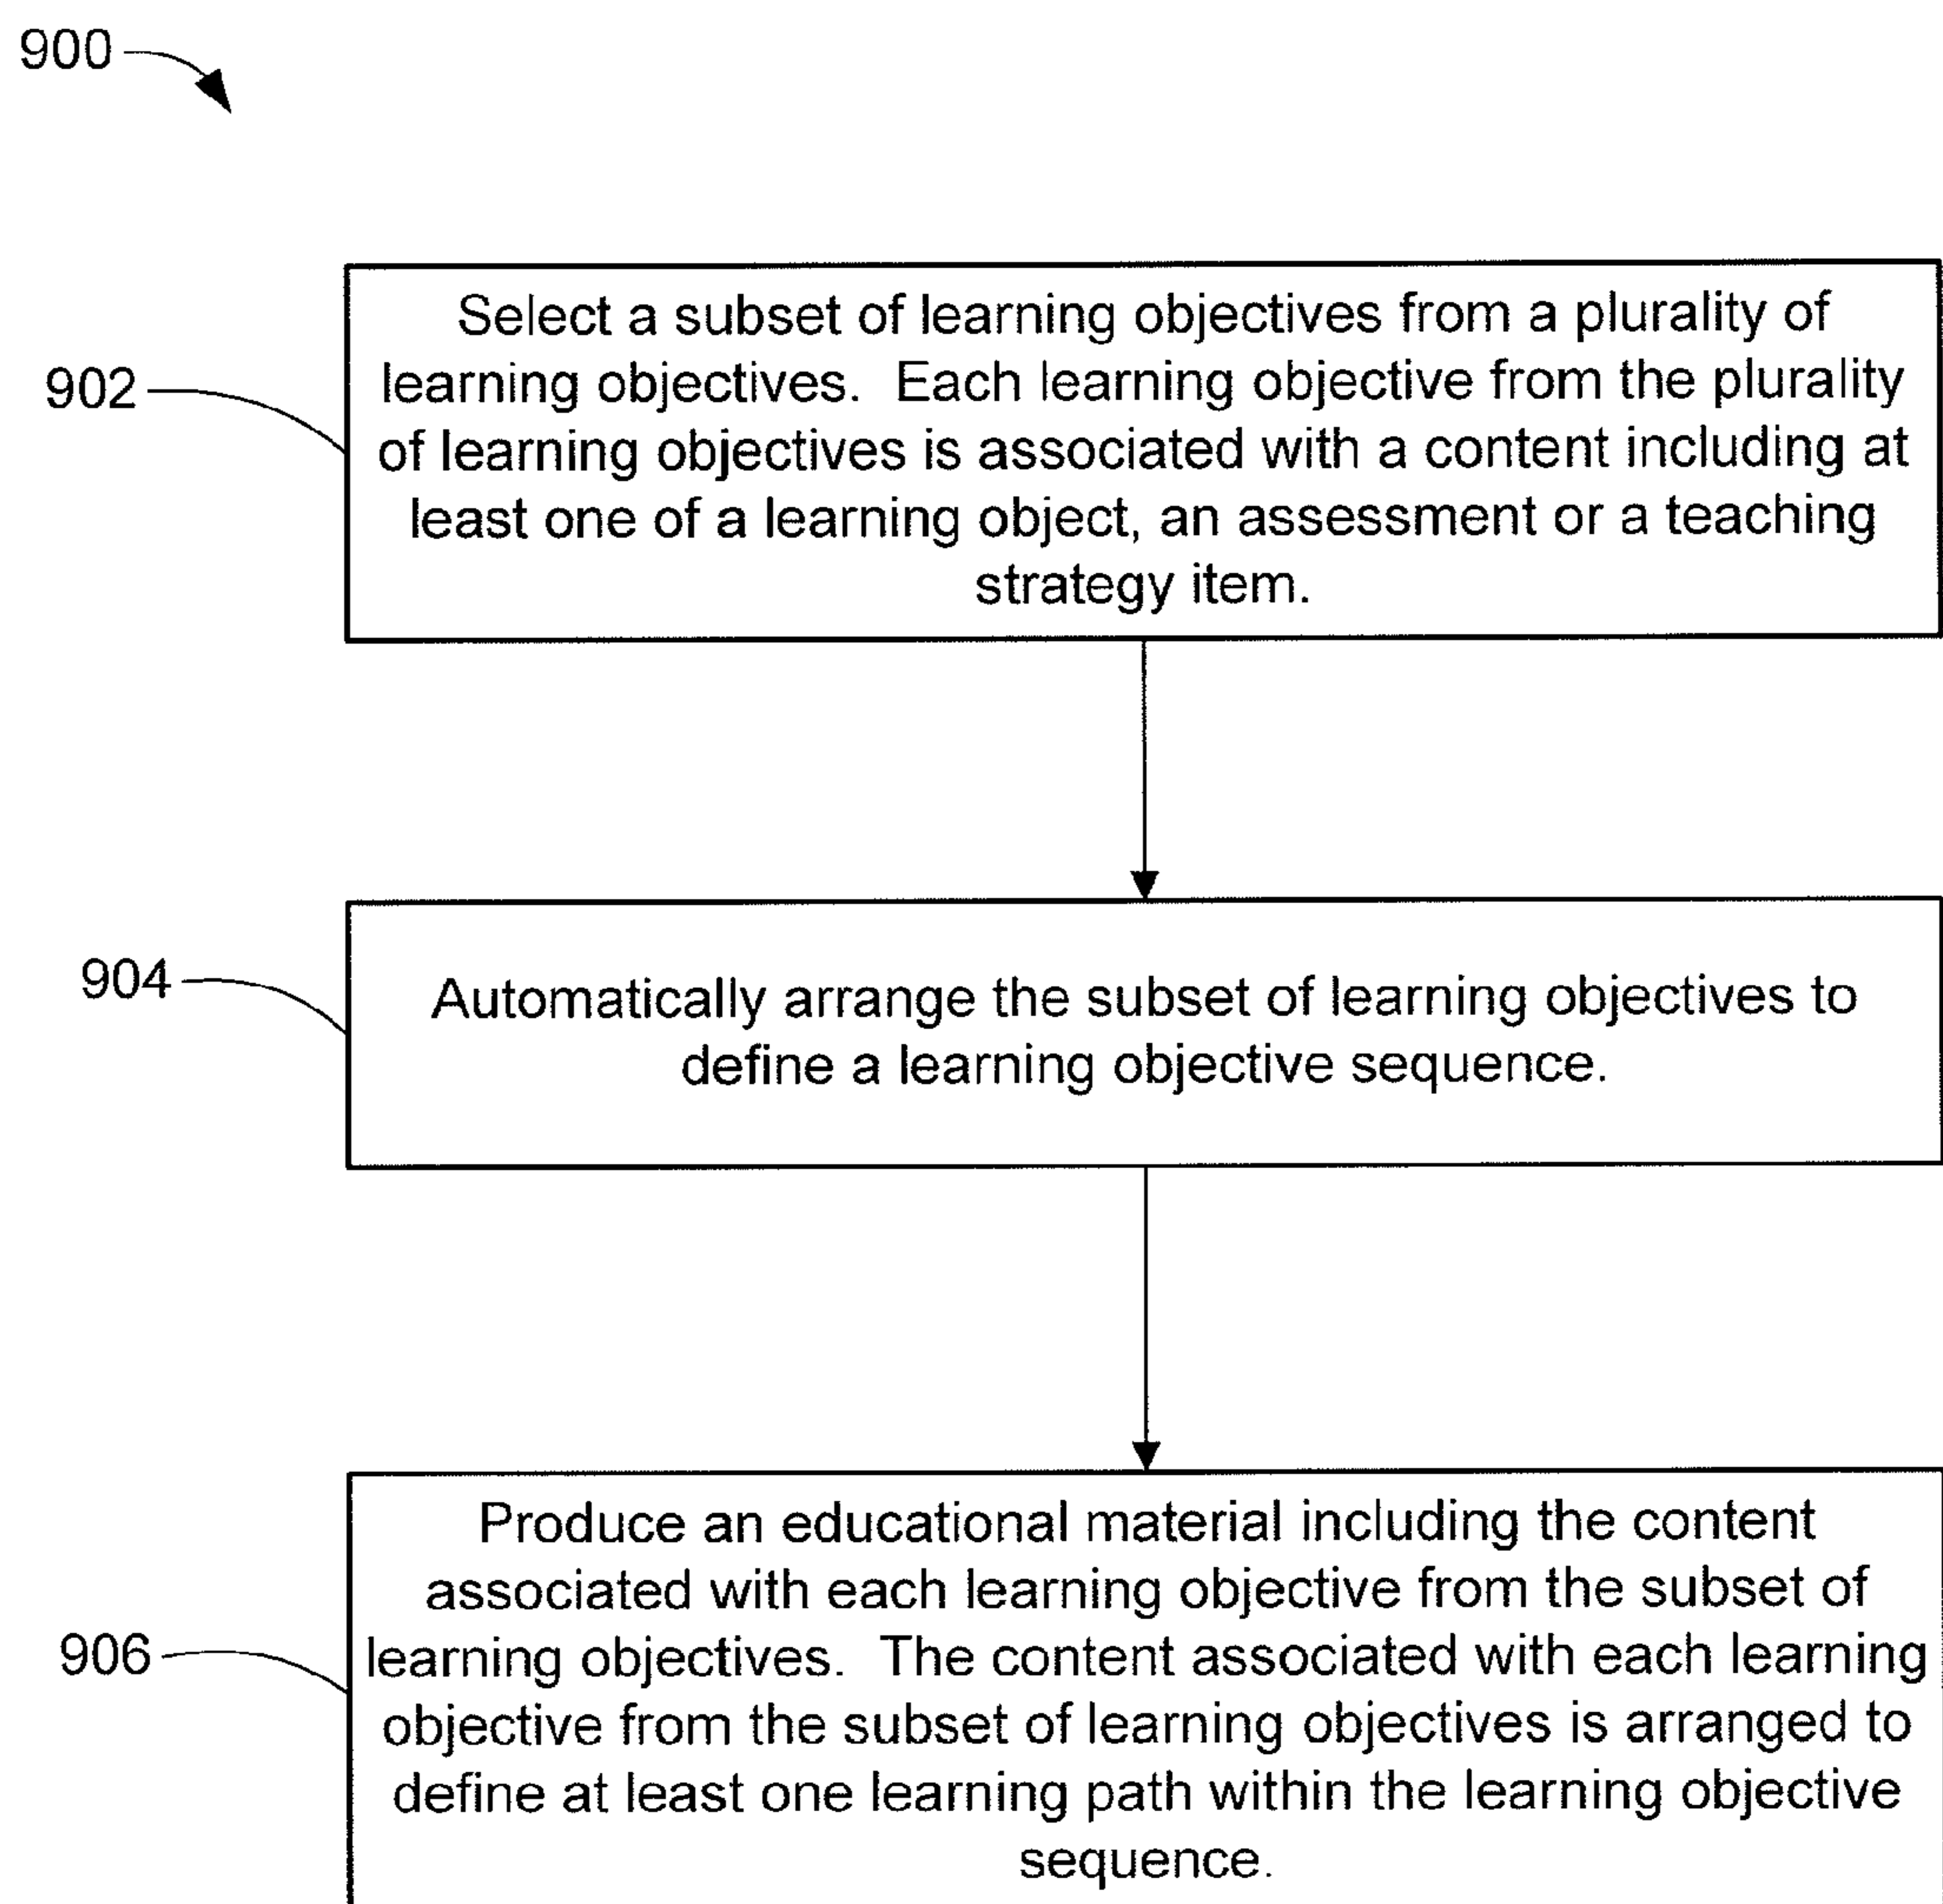 900
902
Select a subset of learning objectives from a plurality of
learning objectives. Each learning objective from the plurality
of learning objectives is associated with a content including at
least one of a learning object, an assessment or a teaching
strategy item.
904
Automatically arrange the subset of learning objectives to
define a learning objective sequence.
906
Produce an educational material including the content
associated with each learning objective from the subset of
learning objectives. The content associated with each learning
objective from the subset of learning objectives is arranged to
define at least one learning path within the learning objective
sequence.